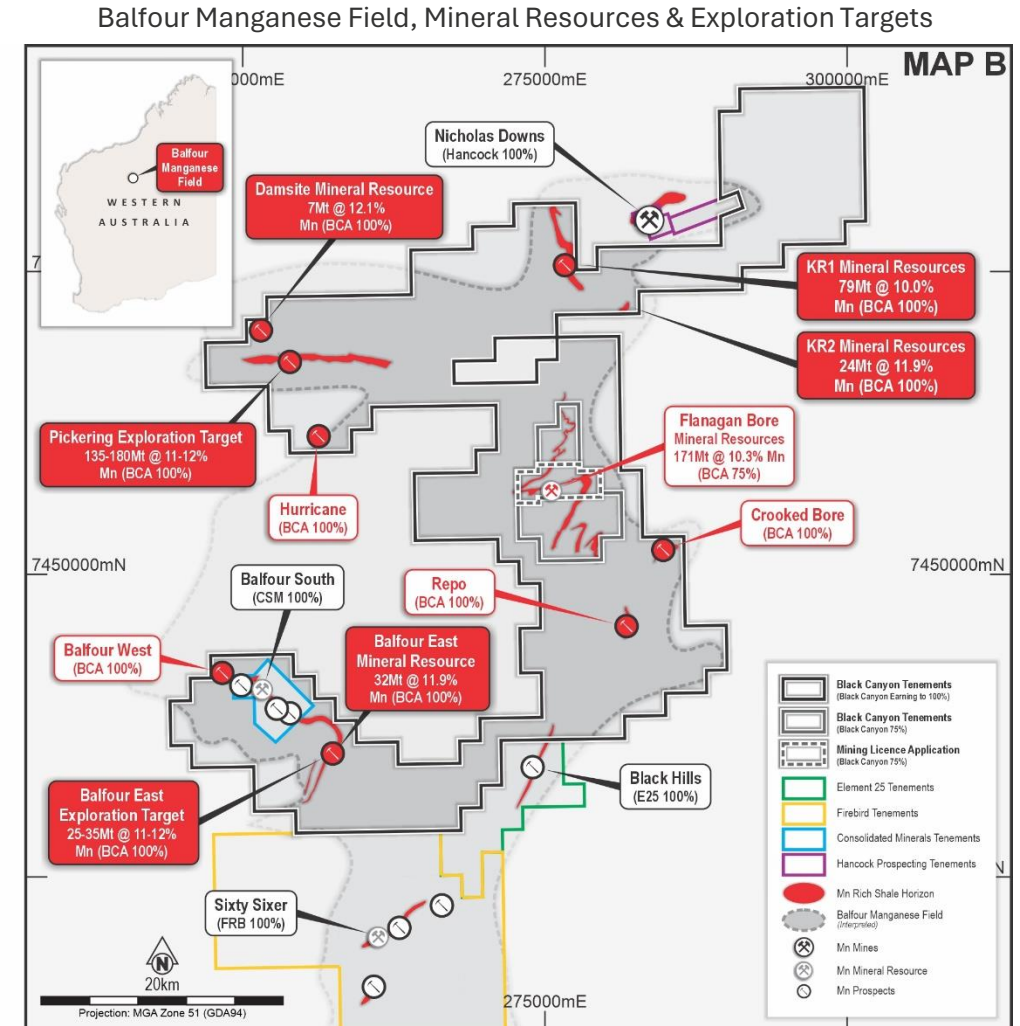 Balfour Manganese Field, Mineral Resources & Exploration Targets
MAP B
000mE
275000mE
300000mE
Balfour
Manganese
Field
WESTERN
AUSTRALIA
Nicholas Downs
(Hancock 100%)
Damsite Mineral Resource
7Mt @ 12.1%
Mn (BCA 100%)
7
KR1 Mineral Resources
79Mt @ 10.0%
Mn (BCA 100%)
KR2 Mineral Resources
24Mt @ 11.9%
Mn (BCA 100%)
Pickering Exploration Target
135-180Mt @ 11-12%
Mn (BCA 100%)
Flanagan Bore
Mineral Resources
171Mt @ 10.3% Mn
(BCA 75%)
Hurricane
(BCA 100%)
Crooked Bore
(BCA 100%)
7450000mN
7450000mN
Balfour South
(CSM 100%)
Repo
(BCA 100%)
Balfour West
(BCA 100%)
Balfour East
Mineral Resource
32Mt @ 11.9%
Mn (BCA 100%)
Black Hills
(E25 100%)
Balfour East
Exploration Target
25-35Mt @ 11-12%
Mn (BCA 100%)
Sixty Sixer
(FRB 100%)
Black Canyon Tenements
(Black Canyon Earning to 100%)
Black Canyon Tenements
(Black Canyon 75%)
Mining Licence Application
(Black Canyon 75%)
Element 25 Tenements
Firebird Tenements
Consolidated Minerals Tenements
Hancock Prospecting Tenements
Mn Rich Shale Horizon
Balfour Manganese Field
(Interpriled)
Mn Mines
Mn Mineral Resource
Mn Prospects
N
N
20km
Projection: MGA Zone 51 (GDA94)
275000mE